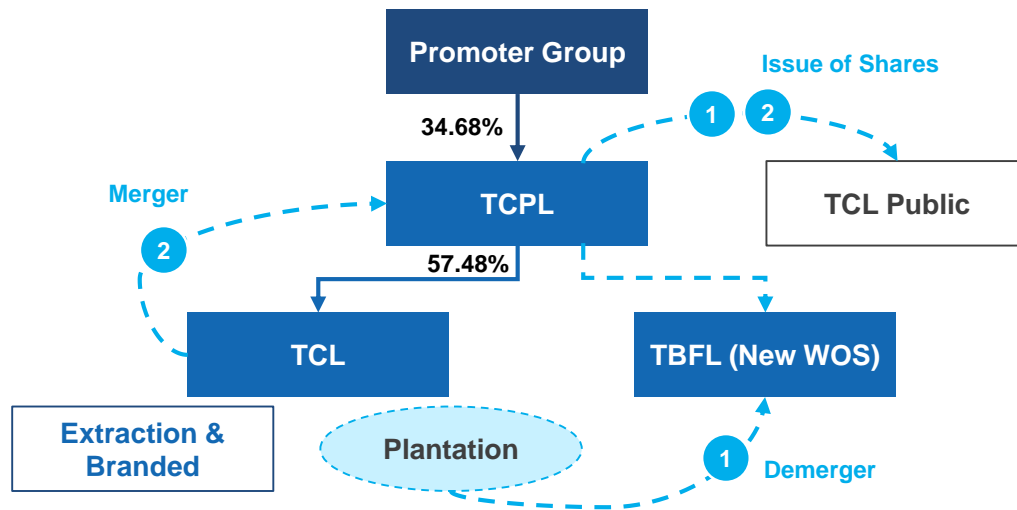 Promoter Group
Issue of Shares
1
2
34.68%
Merger
TCPL
TCL Public
2
57.48%
TCL
TBFL (New WOS)
Extraction &
Branded
Plantation
1
Demerger